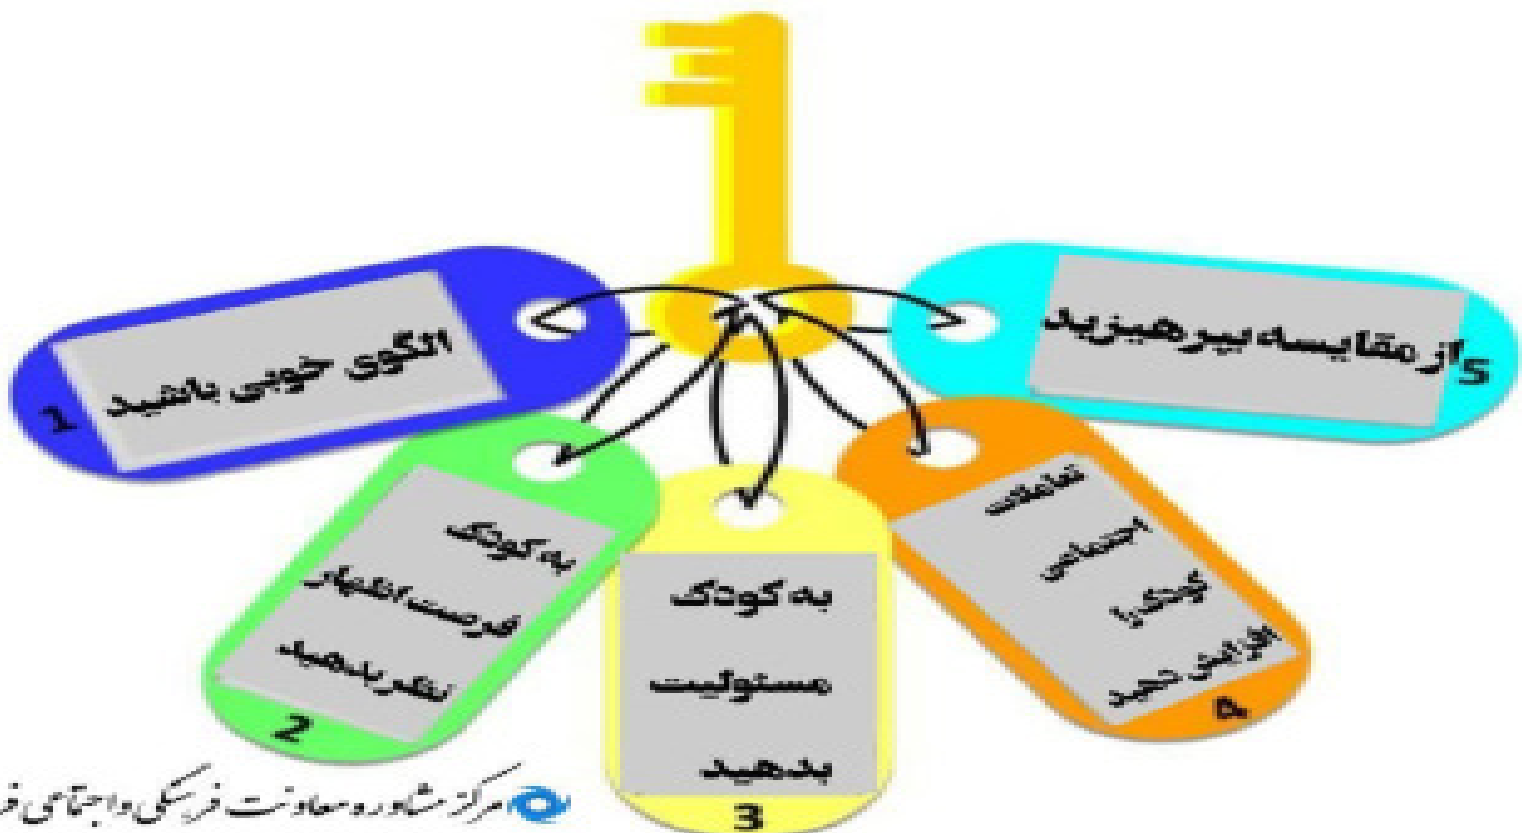 الگوی خوبی باشید
1
به کودک
فرصت اظهار
نظر بدهید
2
به کودک
مسئولیت
بدهید
3
تعاملات
اجتماعی
کودک را
افزایش دهید
4
از مقایسه بپرهیزید
5
مرکز مشاوره معاونت فرهنگی و اجتماعی